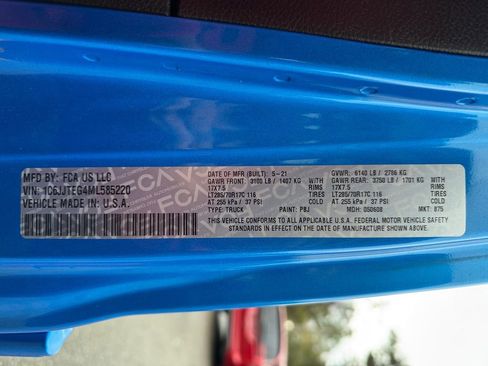 MFD BY: FCA US LLC
VIN: 1C6JJTEG4ML585220
VEHICLE MADE IN: U.S.A.
DATE OF MFR (BUILT): 5-21
GVWR: 6140 LB / 2786 KG
GAWR FRONT: 3100 LB / 1407 KG WITH
GAWR REAR: 3750 LB / 1701 KG WITH
17X7.5 RIMS
17X7.5 RIMS
LT285/70R17C 116 TIRES
LT285/70R17C 116 TIRES
AT 255 kPa / 37 PSI COLD
AT 255 kPa / 37 PSI COLD
TYPE: TRUCK PAINT: PBJ MDH: 050608 MKT: 875
THIS VEHICLE CONFORMS TO ALL APPLICABLE U.S.A. FEDERAL MOTOR VEHICLE SAFETY
STANDARDS IN EFFECT ON THE DATE OF MANUFACTURE SHOWN ABOVE.